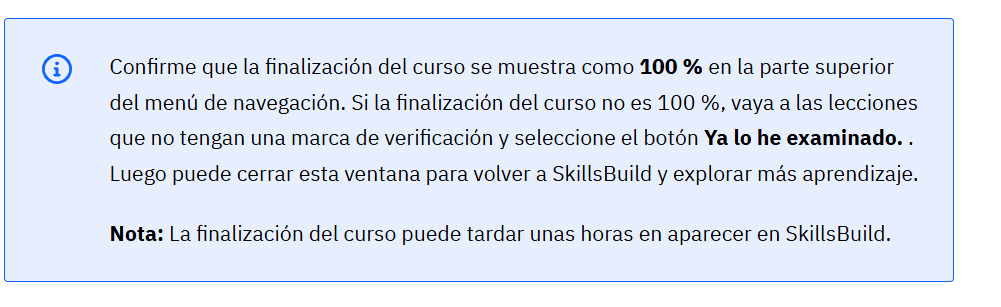 Confirme que la finalización del curso se muestra como 100 % en la parte superior
del menú de navegación. Si la finalización del curso no es 100 %, vaya a las lecciones
que no tengan una marca de verificación y seleccione el botón Ya lo he examinado. .
Luego puede cerrar esta ventana para volver a SkillsBuild y explorar más aprendizaje.
Nota: La finalización del curso puede tardar unas horas en aparecer en SkillsBuild.